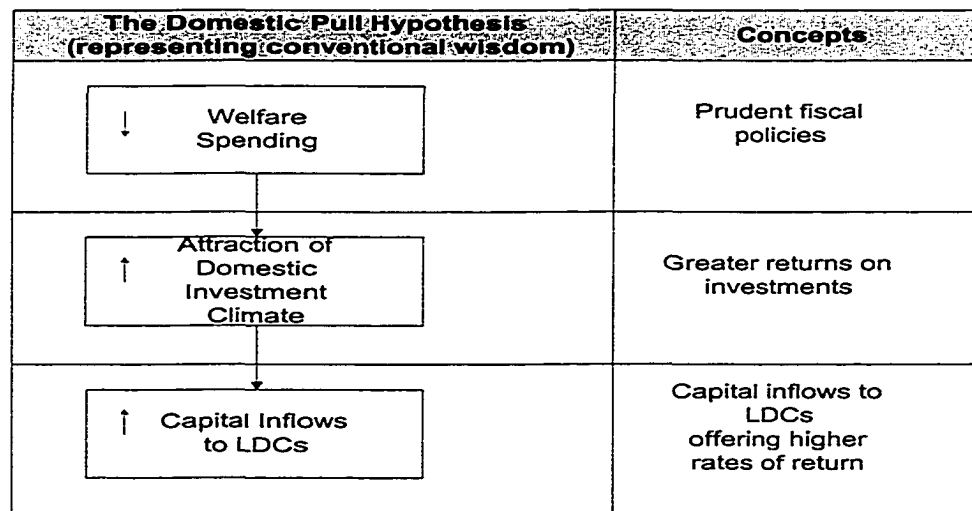 The Domestic Pull Hypothesis
(representing conventional wisdom)
Concepts
↓ Welfare
Spending
Prudent fiscal
policies
↑ Attraction of
Domestic
Investment
Climate
Greater returns on
investments
↑ Capital Inflows
to LDCs
Capital inflows to
LDCs
offering higher
rates of return